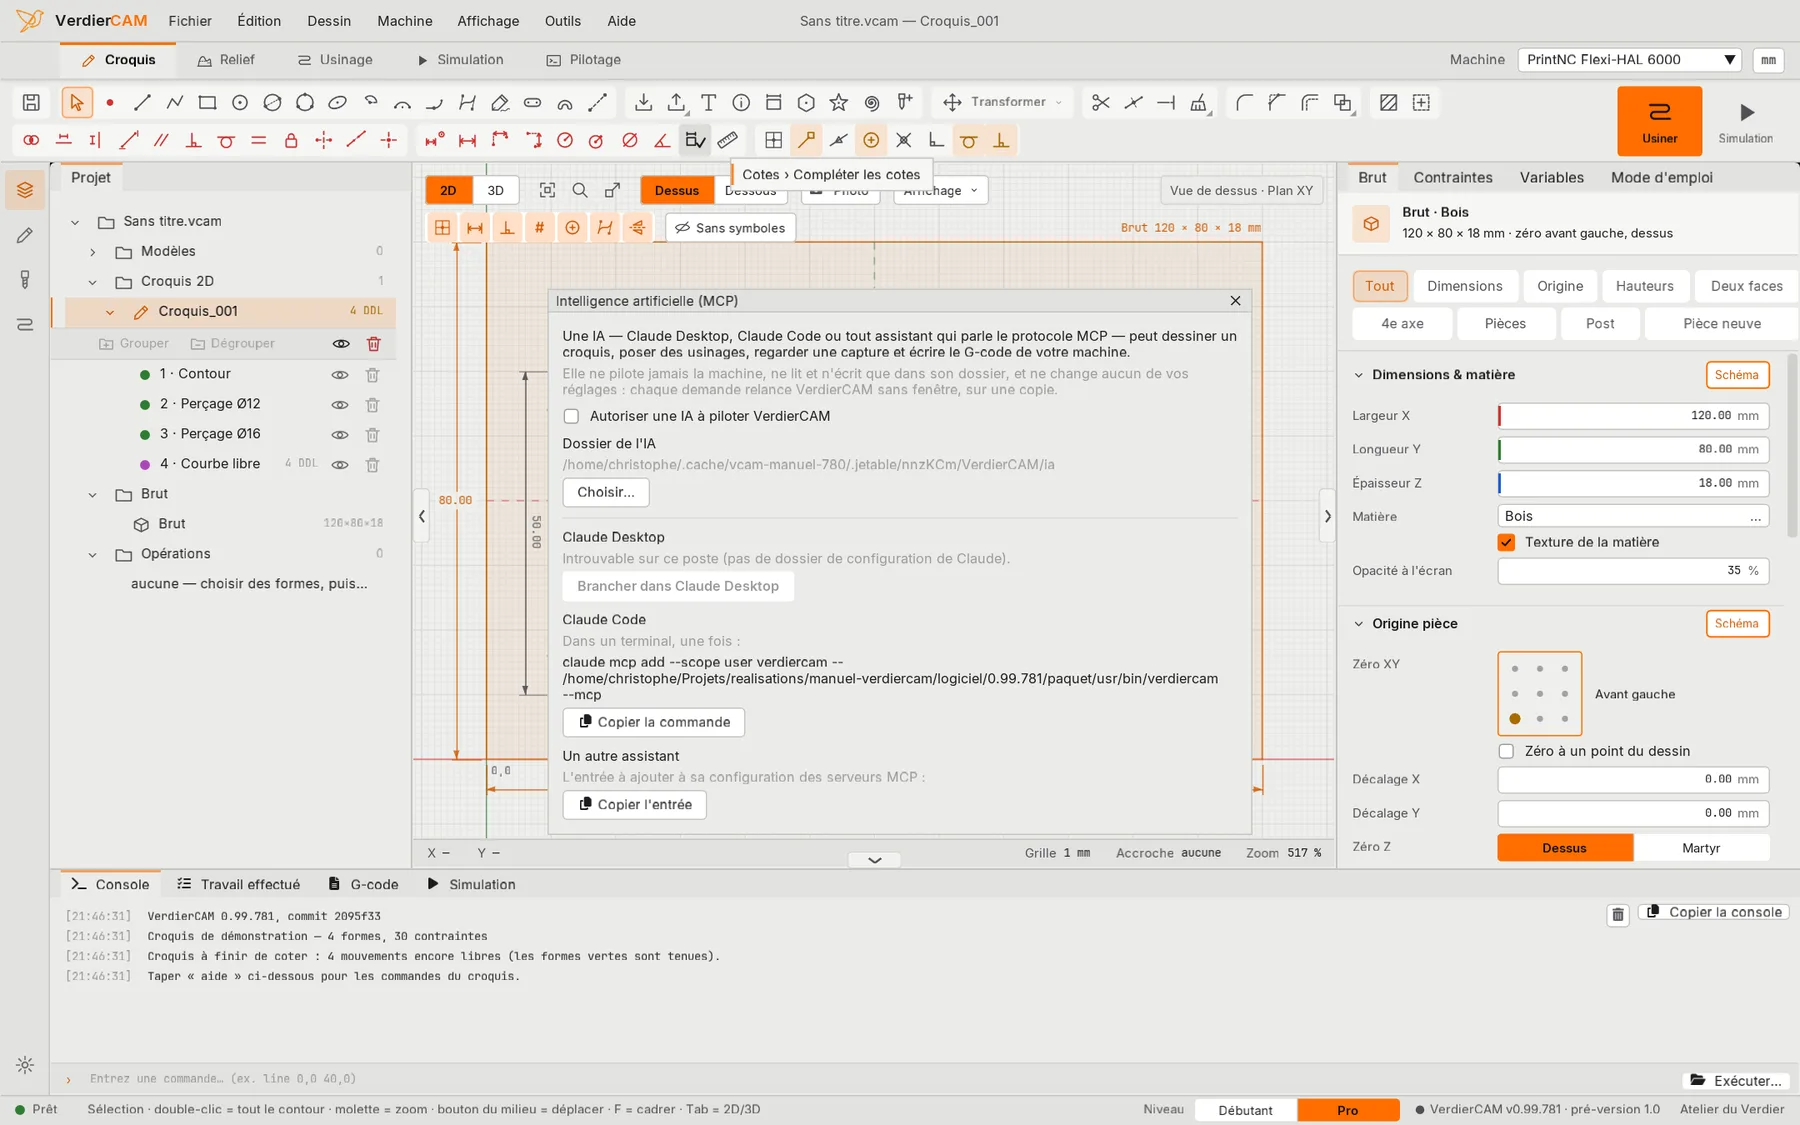 VerdierCAM Fichier Édition Dessin Machine Affichage Outils Aide Sans titre.vcam — Croquis_001
Croquis Relief Usinage Simulation Pilotage Machine PrintNC Flexi-HAL 6000 mm
Transformer
Usiner Simulation
Cotes › Compléter les cotes
Projet
Sans titre.vcam
Modèles 0
Croquis 2D 1
Croquis_001 4 DDL
Grouper Dégrouper
1 · Contour
2 · Perçage Ø12
3 · Perçage Ø16
4 · Courbe libre 4 DDL
Brut
Brut 120×80×18
Opérations 0
aucune — choisir des formes, puis...
2D 3D Dessus Dessous Photo Affichage Vue de dessus · Plan XY
Sans symboles Brut 120 × 80 × 18 mm
80.00
50.00
0,0
Intelligence artificielle (MCP)
Une IA — Claude Desktop, Claude Code ou tout assistant qui parle le protocole MCP — peut dessiner un
croquis, poser des usinages, regarder une capture et écrire le G-code de votre machine.
Elle ne pilote jamais la machine, ne lit et n'écrit que dans son dossier, et ne change aucun de vos
réglages : chaque demande relance VerdierCAM sans fenêtre, sur une copie.
Autoriser une IA à piloter VerdierCAM
Dossier de l'IA
/home/christophe/.cache/vcam-manuel-780/.jetable/nnzKCm/VerdierCAM/ia
Choisir...
Claude Desktop
Introuvable sur ce poste (pas de dossier de configuration de Claude).
Brancher dans Claude Desktop
Claude Code
Dans un terminal, une fois :
claude mcp add --scope user verdiercam --
/home/christophe/Projets/realisations/manuel-verdiercam/logiciel/0.99.781/paquet/usr/bin/verdiercam
--mcp
Copier la commande
Un autre assistant
L'entrée à ajouter à sa configuration des serveurs MCP :
Copier l'entrée
X — Y — Grille 1 mm Accroche aucune Zoom 517 %
Brut Contraintes Variables Mode d'emploi
Brut · Bois
120 × 80 × 18 mm · zéro avant gauche, dessus
Tout Dimensions Origine Hauteurs Deux faces
4e axe Pièces Post Pièce neuve
Dimensions & matière Schéma
Largeur X 120.00 mm
Longueur Y 80.00 mm
Épaisseur Z 18.00 mm
Matière Bois ...
Texture de la matière
Opacité à l'écran 35 %
Origine pièce Schéma
Zéro XY Avant gauche
Zéro à un point du dessin
Décalage X 0.00 mm
Décalage Y 0.00 mm
Zéro Z Dessus Martyr
Console Travail effectué G-code Simulation
[21:46:31] VerdierCAM 0.99.781, commit 2095f33
[21:46:31] Croquis de démonstration — 4 formes, 30 contraintes
[21:46:31] Croquis à finir de coter : 4 mouvements encore libres (les formes vertes sont tenues).
[21:46:31] Taper « aide » ci-dessous pour les commandes du croquis.
Copier la console
› Entrez une commande… (ex. line 0,0 40,0)
Exécuter...
Prêt Sélection · double-clic = tout le contour · molette = zoom · bouton du milieu = déplacer · F = cadrer · Tab = 2D/3D Niveau Débutant Pro VerdierCAM v0.99.781 · pré-version 1.0 Atelier du Verdier